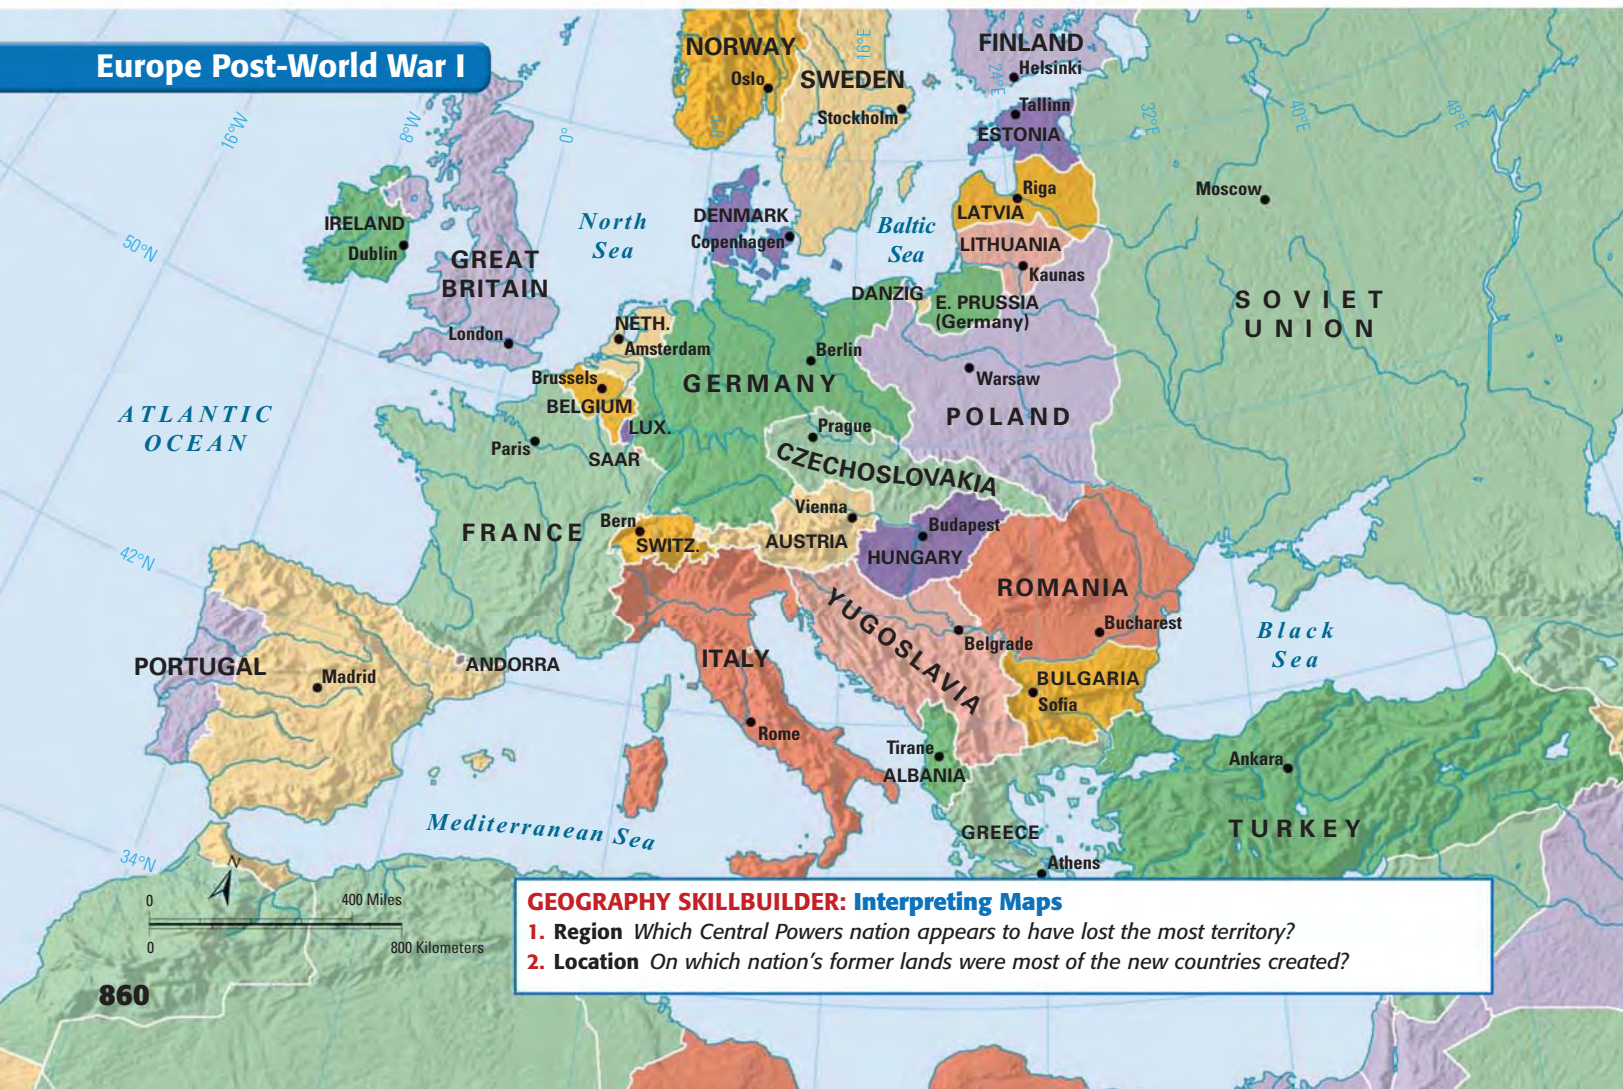 Europe Post-World War I
NORWAY
Oslo
SWEDEN
Stockholm
16°E
FINLAND
Helsinki
24°E
Tallinn
ESTONIA
32°E
40°E
48°E
16°W
8°W
0°
8°E
Riga
LATVIA
Moscow
IRELAND
Dublin
GREAT
BRITAIN
London
North
Sea
DENMARK
Copenhagen
Baltic
Sea
LITHUANIA
Kaunas
DANZIG
E. PRUSSIA
(Germany)
SOVIET
UNION
50°N
NETH.
Amsterdam
Berlin
GERMANY
Warsaw
POLAND
Brussels
BELGIUM
LUX.
Paris
SAAR
Prague
CZECHOSLOVAKIA
ATLANTIC
OCEAN
FRANCE
Bern
SWITZ.
Vienna
AUSTRIA
Budapest
HUNGARY
ROMANIA
Bucharest
42°N
YUGOSLAVIA
Belgrade
Black
Sea
PORTUGAL
Madrid
ANDORRA
ITALY
Rome
BULGARIA
Sofia
Tirane
ALBANIA
Ankara
TURKEY
GREECE
Athens
Mediterranean Sea
34°N
N
0
400 Miles
0
800 Kilometers
860
GEOGRAPHY SKILLBUILDER: Interpreting Maps
1. Region Which Central Powers nation appears to have lost the most territory?
2. Location On which nation's former lands were most of the new countries created?